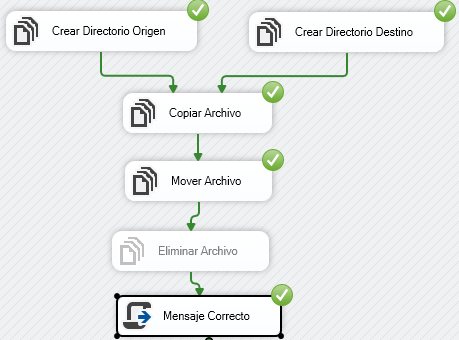 Crear Directorio Origen
Crear Directorio Destino
Copiar Archivo
Mover Archivo
Eliminar Archivo
Mensaje Correcto